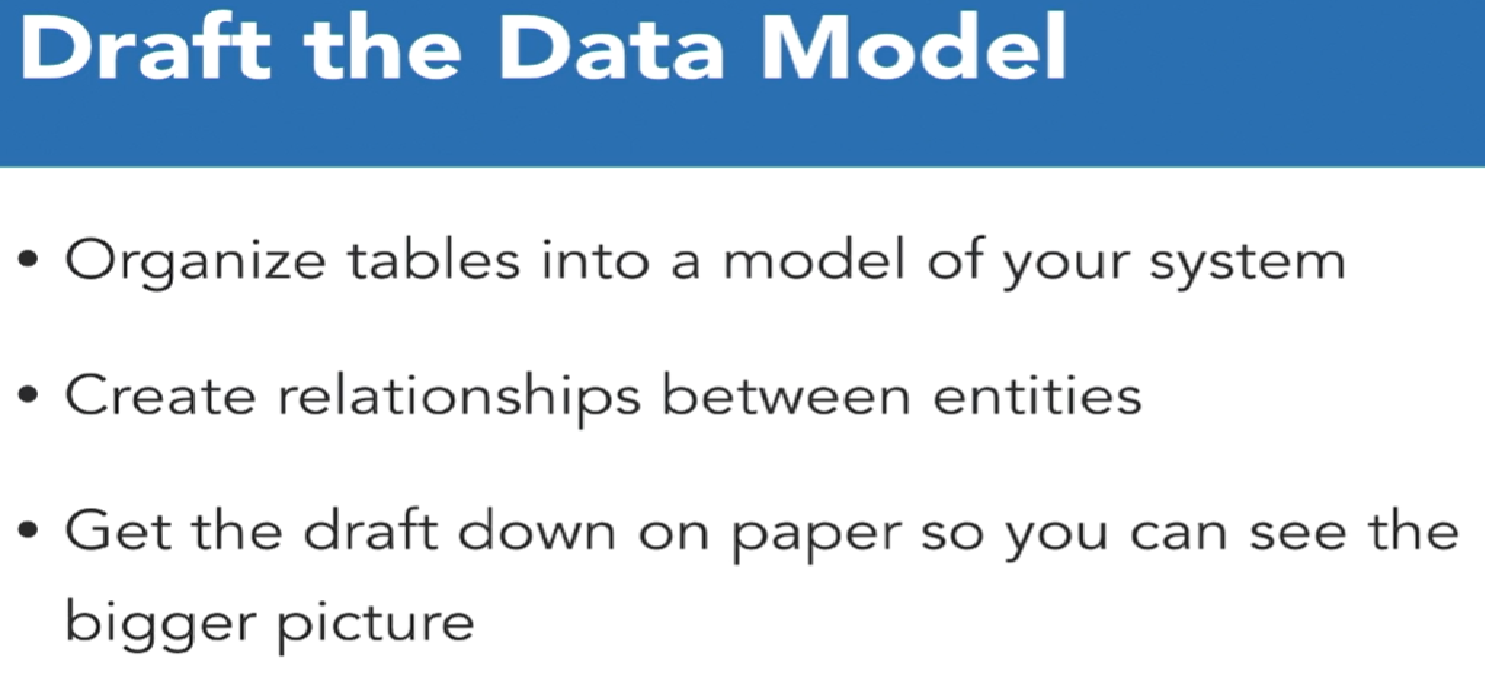 Draft the Data Model
• Organize tables into a model of your system
• Create relationships between entities
• Get the draft down on paper so you can see the
bigger picture